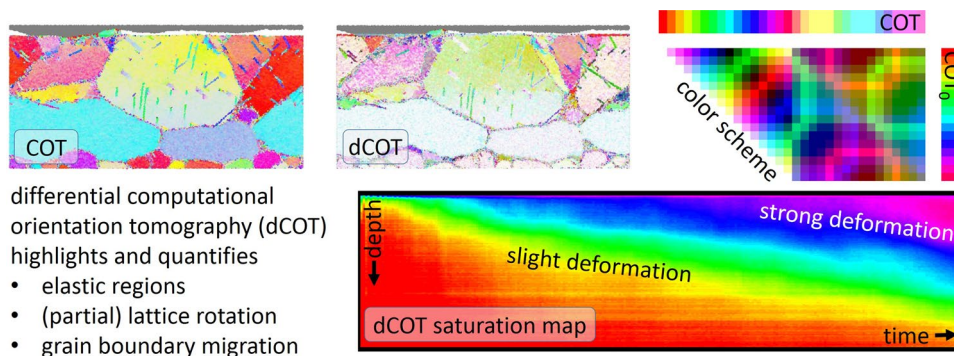 COT
dCOT
COT
COT₀
color scheme
differential computational
orientation tomography (dCOT)
highlights and quantifies
• elastic regions
• (partial) lattice rotation
• grain boundary migration
depth
strong deformation
slight deformation
dCOT saturation map
time